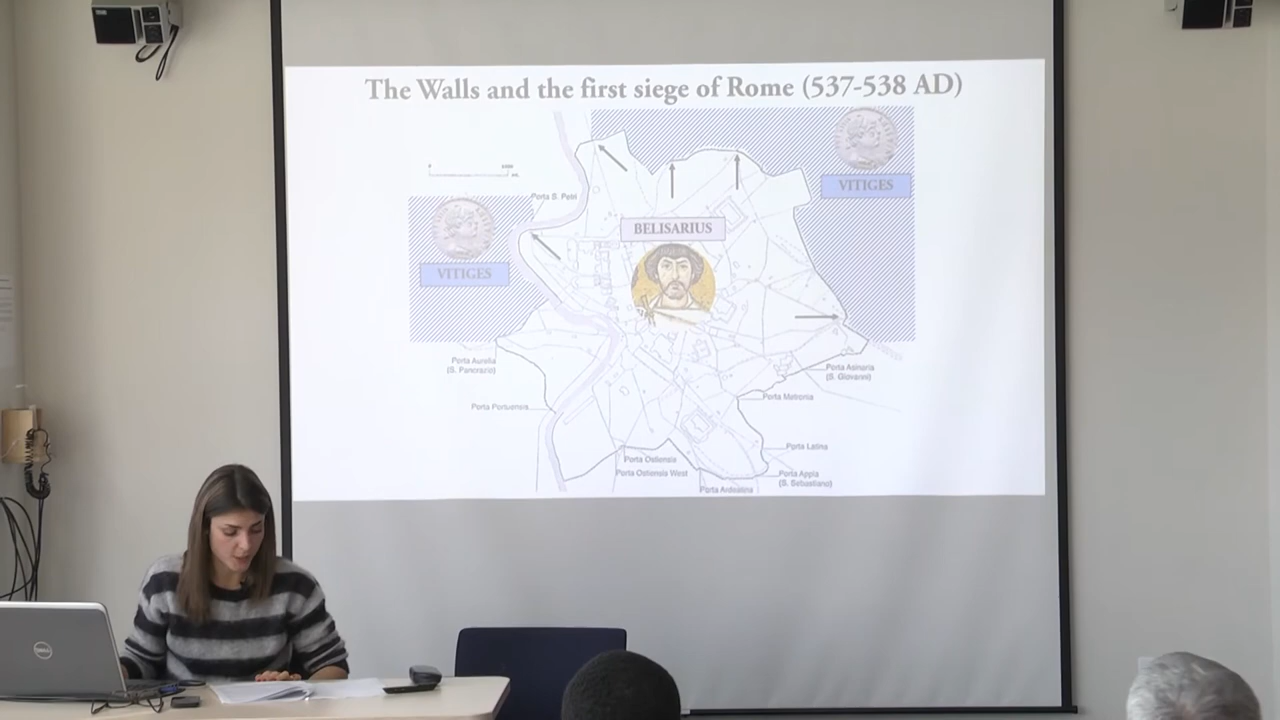 The Walls and the first siege of Rome (537-538 AD)
VITIGES
Porta S. Petri
BELISARIUS
VITIGES
Porta Aurelia
(S. Pancrazio)
Porta Asinaria
(S. Giovanni)
Porta Portuensis
Porta Metronia
Porta Latina
Porta Ostiensis
Porta Ostiensis West
Porta Appia
(S. Sebastiano)
Porta Ardeatina
DELL